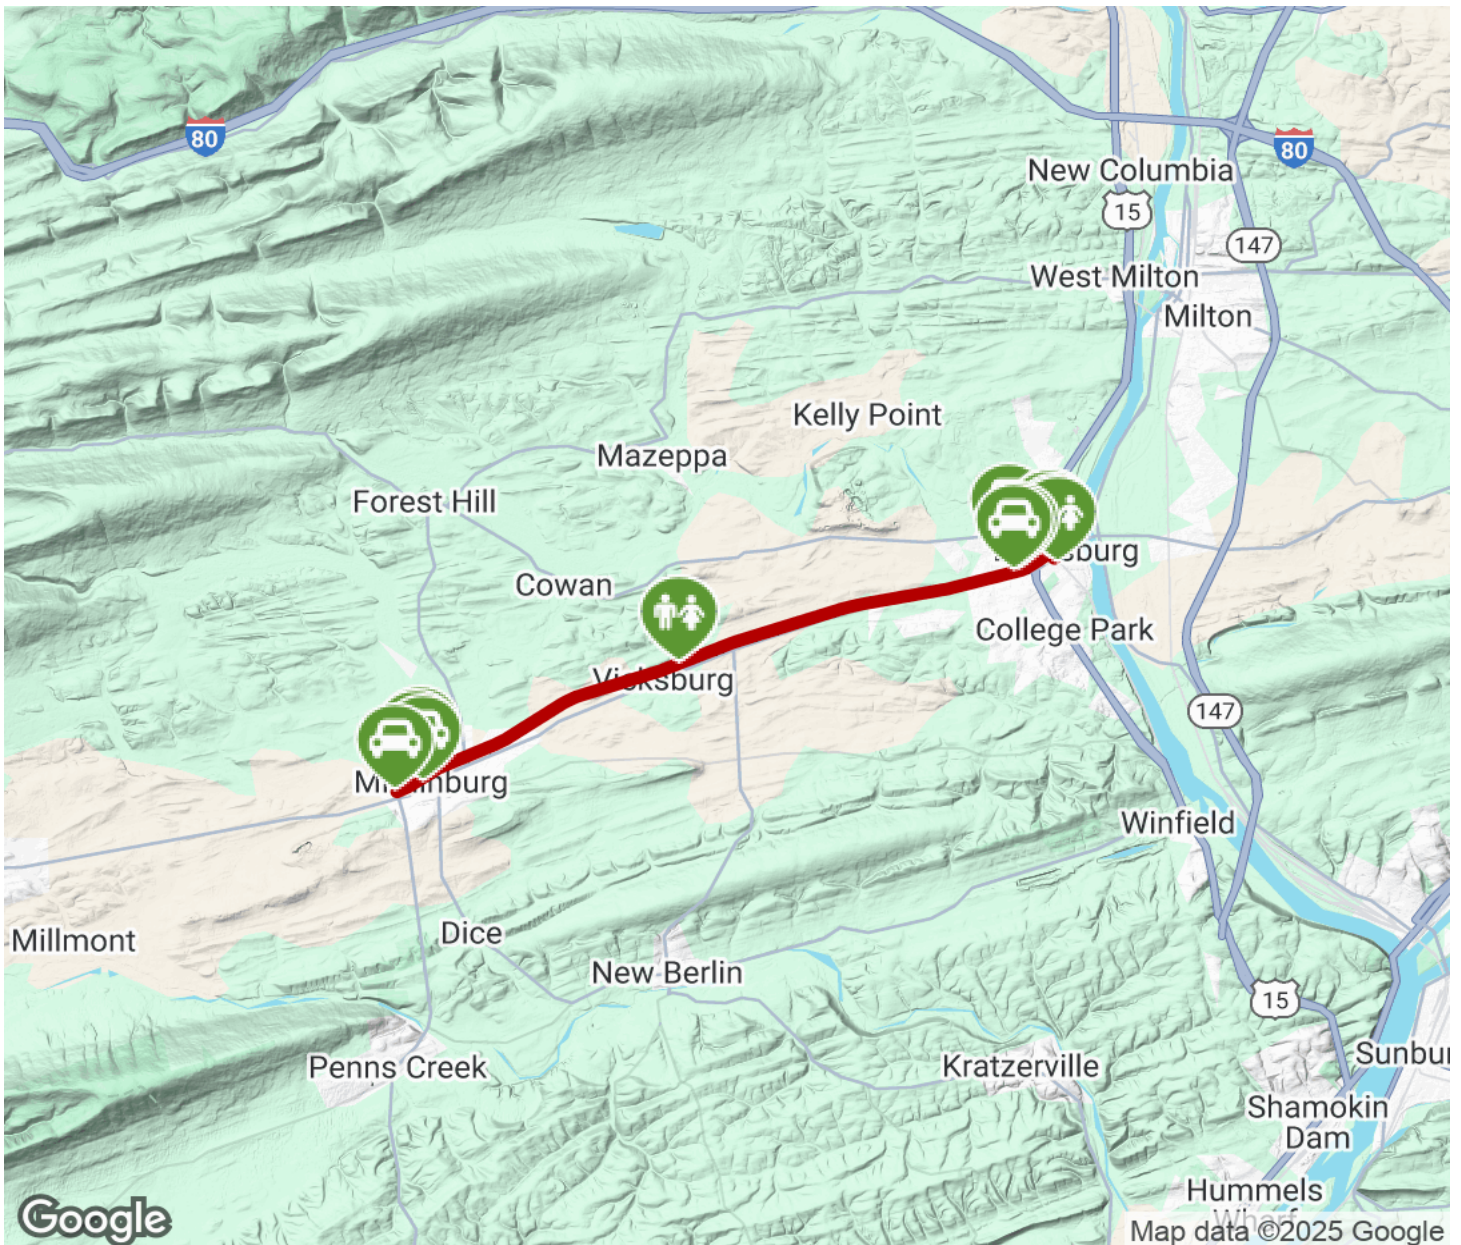 80
80
New Columbia
15
147
West Milton
Milton
Kelly Point
Mazeppa
Forest Hill
Cowan
College Park
Vicksburg
147
Winfield
Millmont
Dice
New Berlin
15
Penns Creek
Kratzerville
Shamokin
Dam
Hummels
Google
Map data ©2025 Google